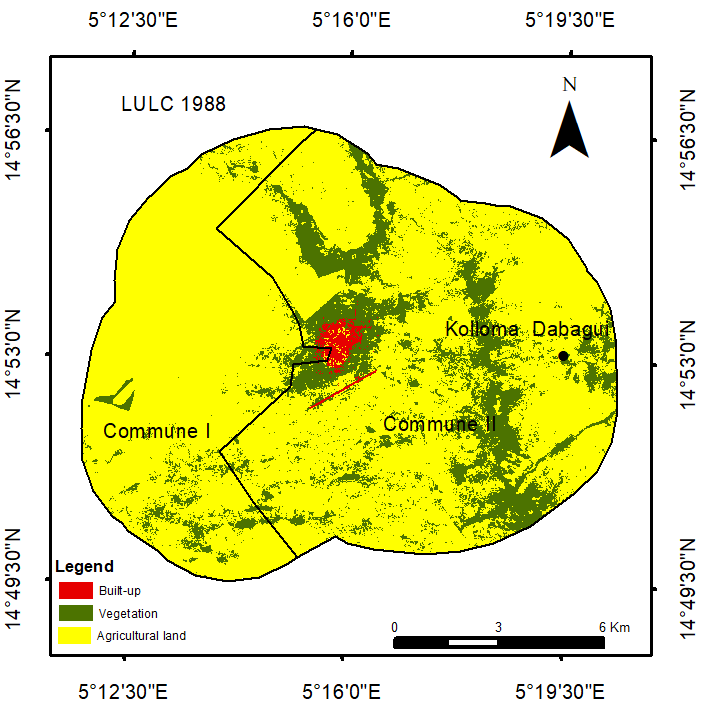 5°12'30"E 5°16'0"E 5°19'30"E
LULC 1988
N
14°56'30"N 14°56'30"N
Kolloma Dabagui
14°53'0"N 14°53'0"N
Commune I Commune II
14°49'30"N 14°49'30"N
Legend
Built-up
Vegetation
Agricultural land
0 3 6 Km
5°12'30"E 5°16'0"E 5°19'30"E